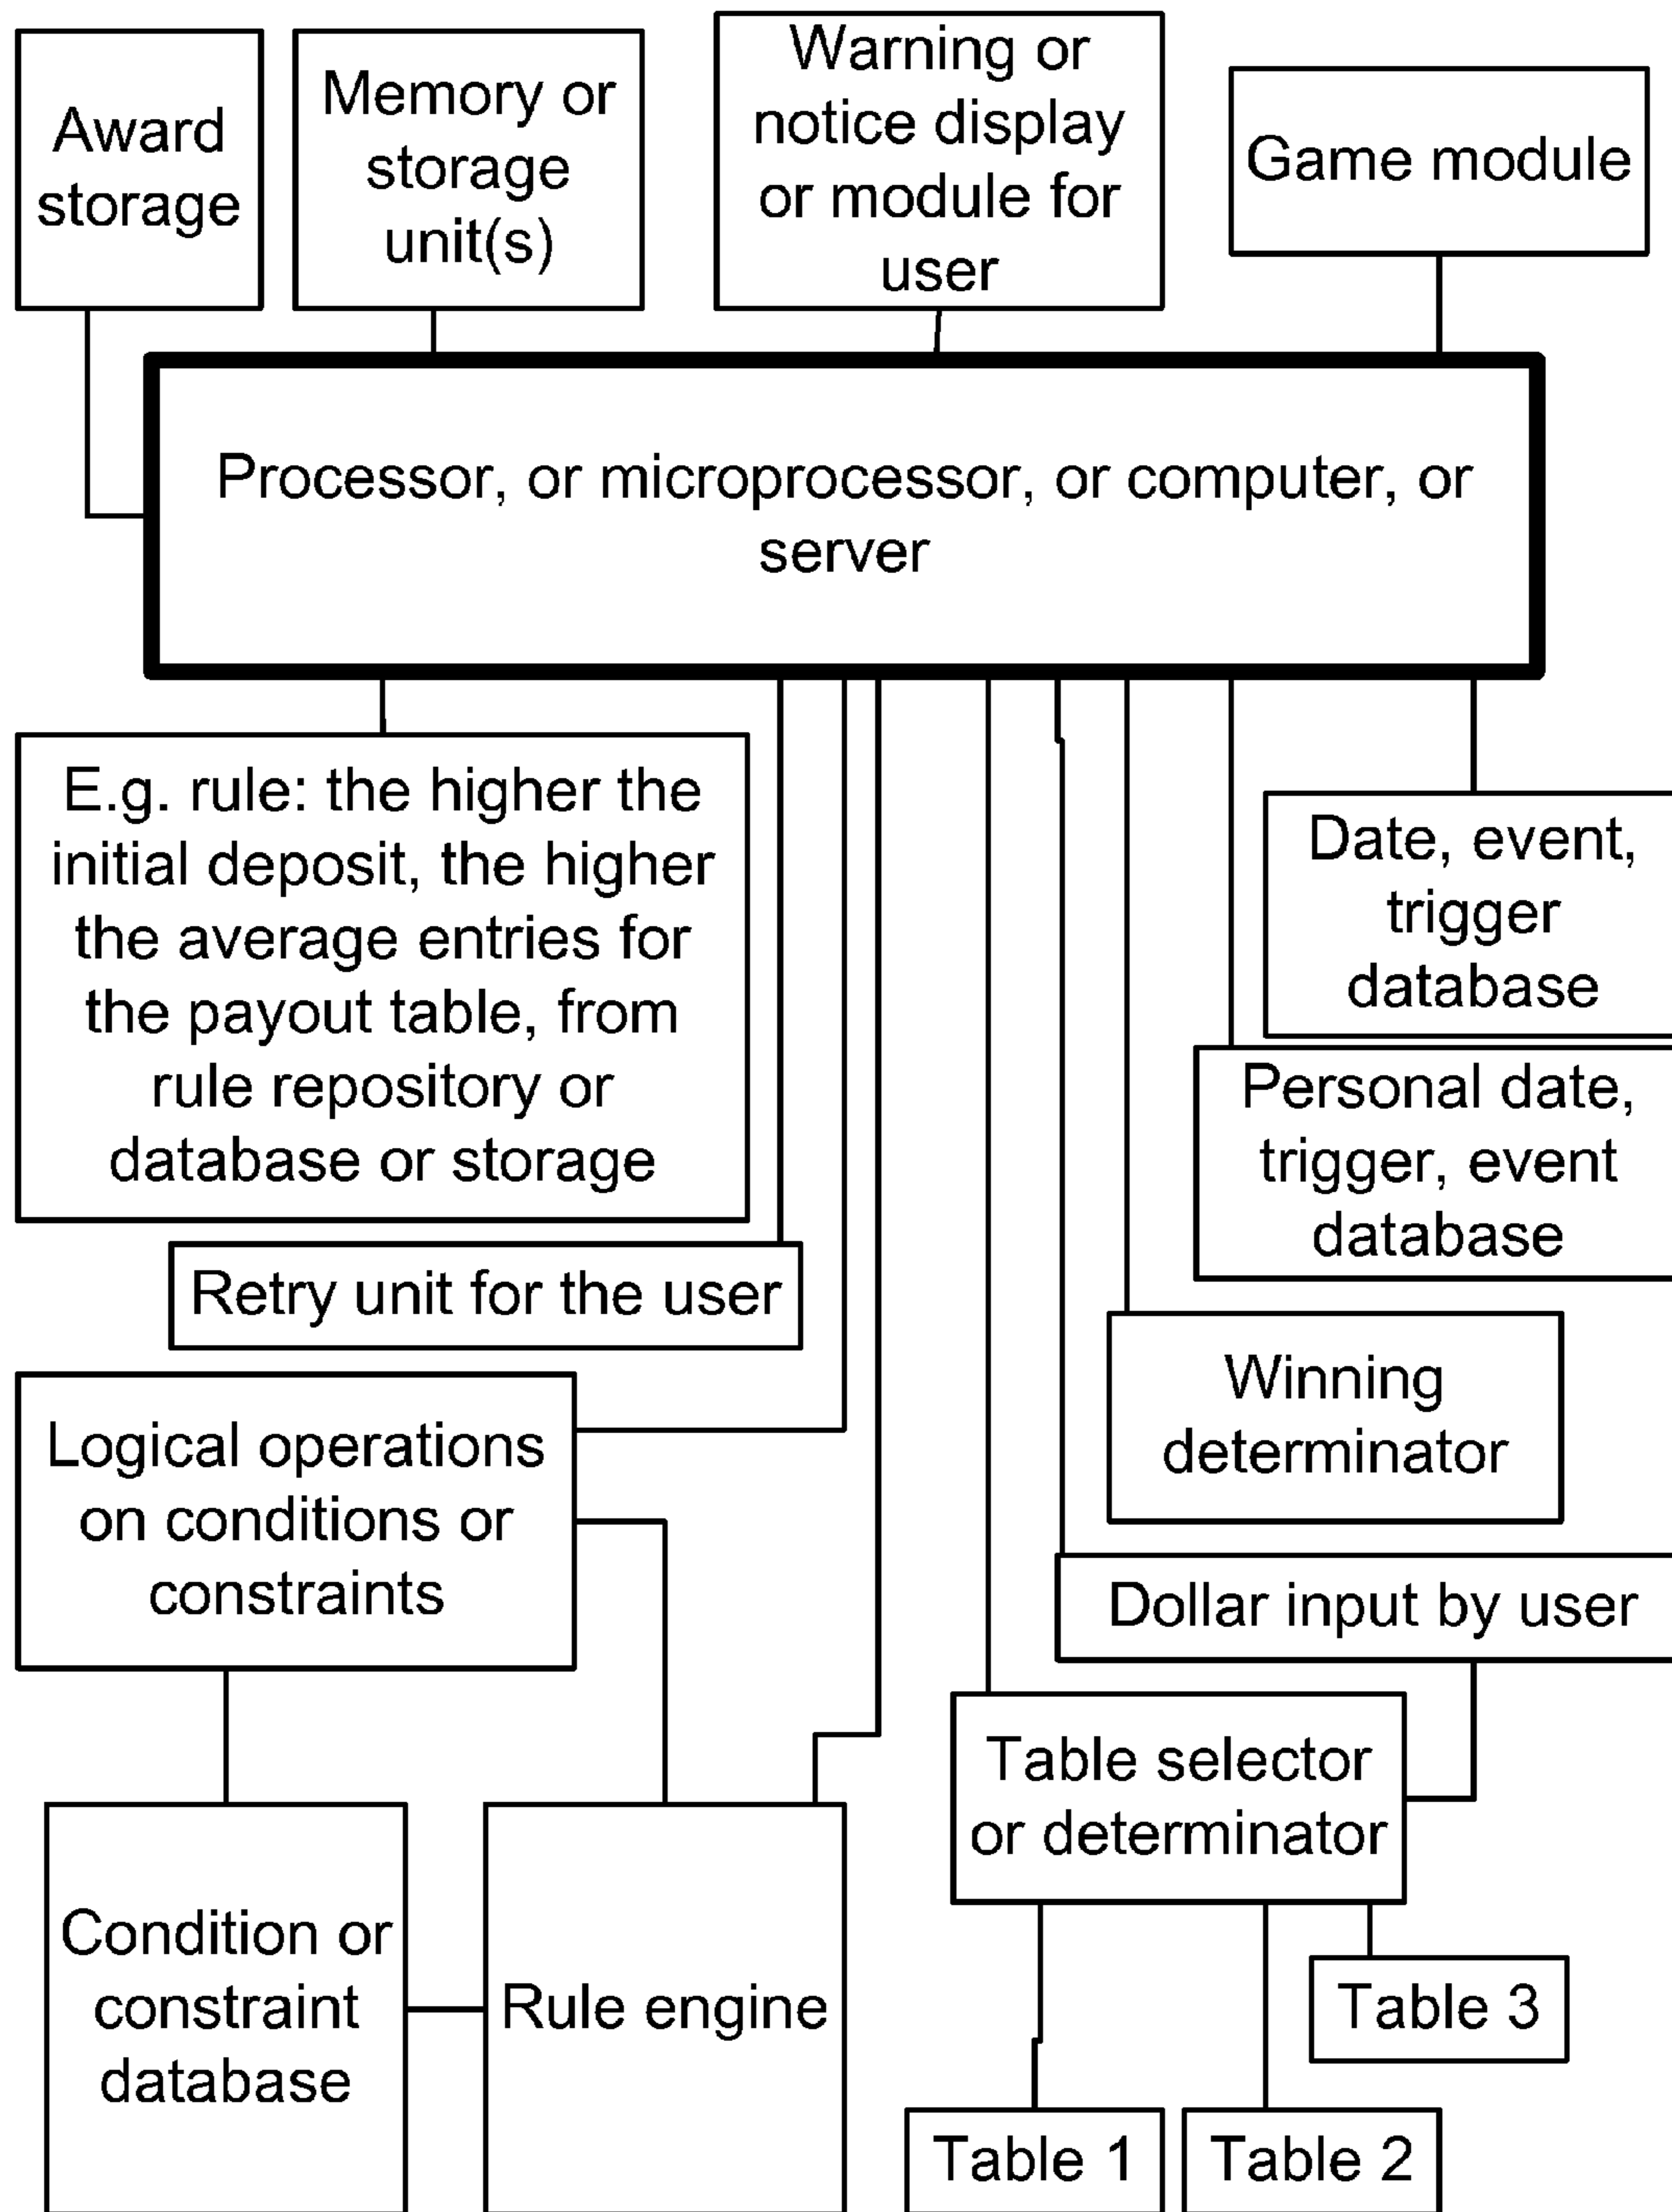 Award
storage
Memory or
storage
unit(s)
Warning or
notice display
or module for
user
Game module
Processor, or microprocessor, or computer, or
server
E.g. rule: the higher the
initial deposit, the higher
the average entries for
the payout table, from
rule repository or
database or storage
Date, event,
trigger
database
Personal date,
trigger, event
database
Retry unit for the user
Winning
determinator
Logical operations
on conditions or
constraints
Dollar input by user
Table selector
or determinator
Condition or
constraint
database
Rule engine
Table 3
Table 1
Table 2